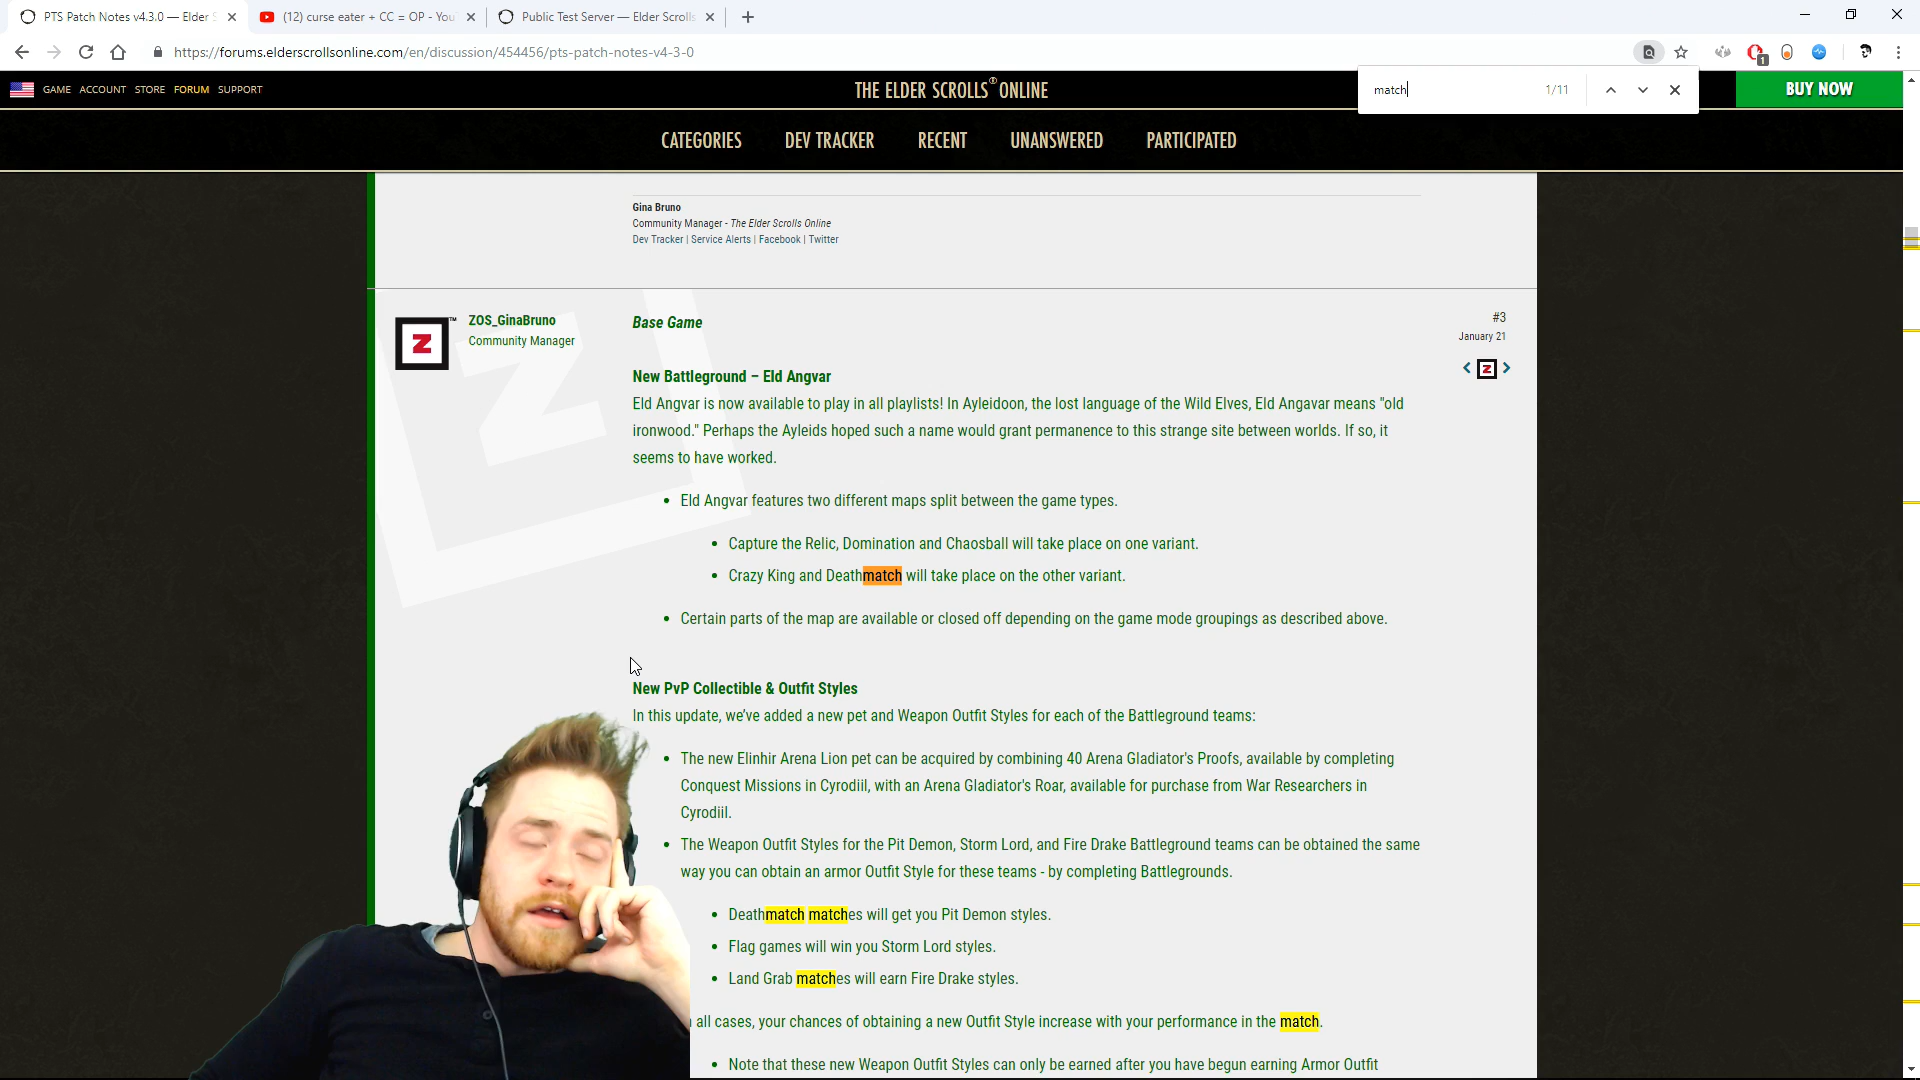 PTS Patch Notes v4.3.0 — Elder S
(12) curse eater + CC = OP - You
Public Test Server — Elder Scrolls
https://forums.elderscrollsonline.com/en/discussion/454456/pts-patch-notes-v4-3-0
1
GAME ACCOUNT STORE FORUM SUPPORT
THE ELDER SCROLLS ONLINE
match
1/11
BUY NOW
CATEGORIES DEV TRACKER RECENT UNANSWERED PARTICIPATED
Gina Bruno
Community Manager - The Elder Scrolls Online
Dev Tracker | Service Alerts | Facebook | Twitter
Z
™
ZOS_GinaBruno
Community Manager
Base Game
#3
January 21
Z
New Battleground – Eld Angvar
Eld Angvar is now available to play in all playlists! In Ayleidoon, the lost language of the Wild Elves, Eld Angavar means "old
ironwood." Perhaps the Ayleids hoped such a name would grant permanence to this strange site between worlds. If so, it
seems to have worked.
• Eld Angvar features two different maps split between the game types.
• Capture the Relic, Domination and Chaosball will take place on one variant.
• Crazy King and Deathmatch will take place on the other variant.
• Certain parts of the map are available or closed off depending on the game mode groupings as described above.
New PvP Collectible & Outfit Styles
In this update, we've added a new pet and Weapon Outfit Styles for each of the Battleground teams:
• The new Elinhir Arena Lion pet can be acquired by combining 40 Arena Gladiator's Proofs, available by completing
Conquest Missions in Cyrodiil, with an Arena Gladiator's Roar, available for purchase from War Researchers in
Cyrodiil.
• The Weapon Outfit Styles for the Pit Demon, Storm Lord, and Fire Drake Battleground teams can be obtained the same
way you can obtain an armor Outfit Style for these teams - by completing Battlegrounds.
• Deathmatch matches will get you Pit Demon styles.
• Flag games will win you Storm Lord styles.
• Land Grab matches will earn Fire Drake styles.
all cases, your chances of obtaining a new Outfit Style increase with your performance in the match.
• Note that these new Weapon Outfit Styles can only be earned after you have begun earning Armor Outfit